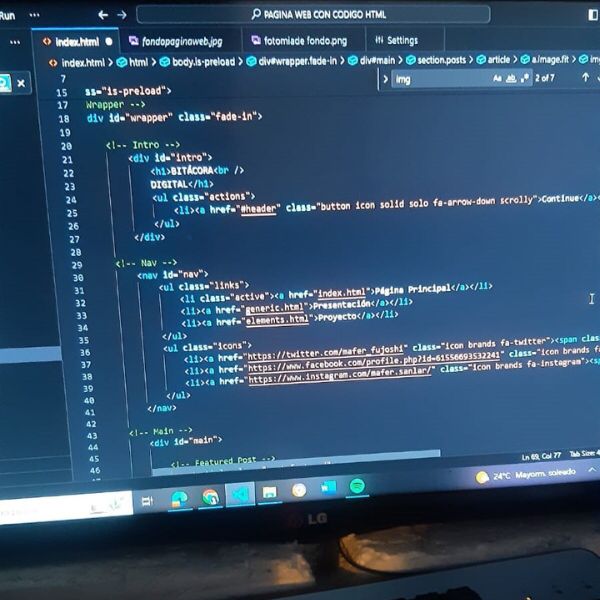 Run ... PAGINA WEB CON CODIGO HTML
... index.html fondopaginaweb.jpg fotomiade fondo.png Settings
index.html > html > body.is-preload > div#wrapper.fade-in > div#main > section.posts > article > a.image.fit >
img Aa ab 2 of 7
7
15 ss="is-preload">
17 Wrapper -->
18 div id="wrapper" class="fade-in">
20 <!-- Intro -->
21 <div id="intro">
22 <h1>BITÁCORA<br />
23 DIGITAL</h1>
24 <ul class="actions">
25 <li><a href="#header" class="button icon solid solo fa-arrow-down scrolly">Continue</a>
26 </ul>
27 </div>
28
29 <!-- Nav -->
30 <nav id="nav">
31 <ul class="links">
32 <li class="active"><a href="index.html">Página Principal</a></li>
33 <li><a href="generic.html">Presentación</a></li>
34 <li><a href="elements.html">Proyecto</a></li>
35 </ul>
36 <ul class="icons">
37 <li><a href="https://twitter.com/mafer_fujoshi" class="icon brands fa-twitter"><span clas
38 <li><a href="https://www.facebook.com/profile.php?id=61556693532241" class="icon brands fa
39 <li><a href="https://www.instagram.com/mafer.sanlar/" class="icon brands fa-instagram"><sp
40 </ul>
41 </nav>
42
43 <!-- Main -->
44 <div id="main">
45
46 <!-- Featured Post -->
Ln 69, Col 77 Tab Size: 4
24°C Mayorm. soleado
LG